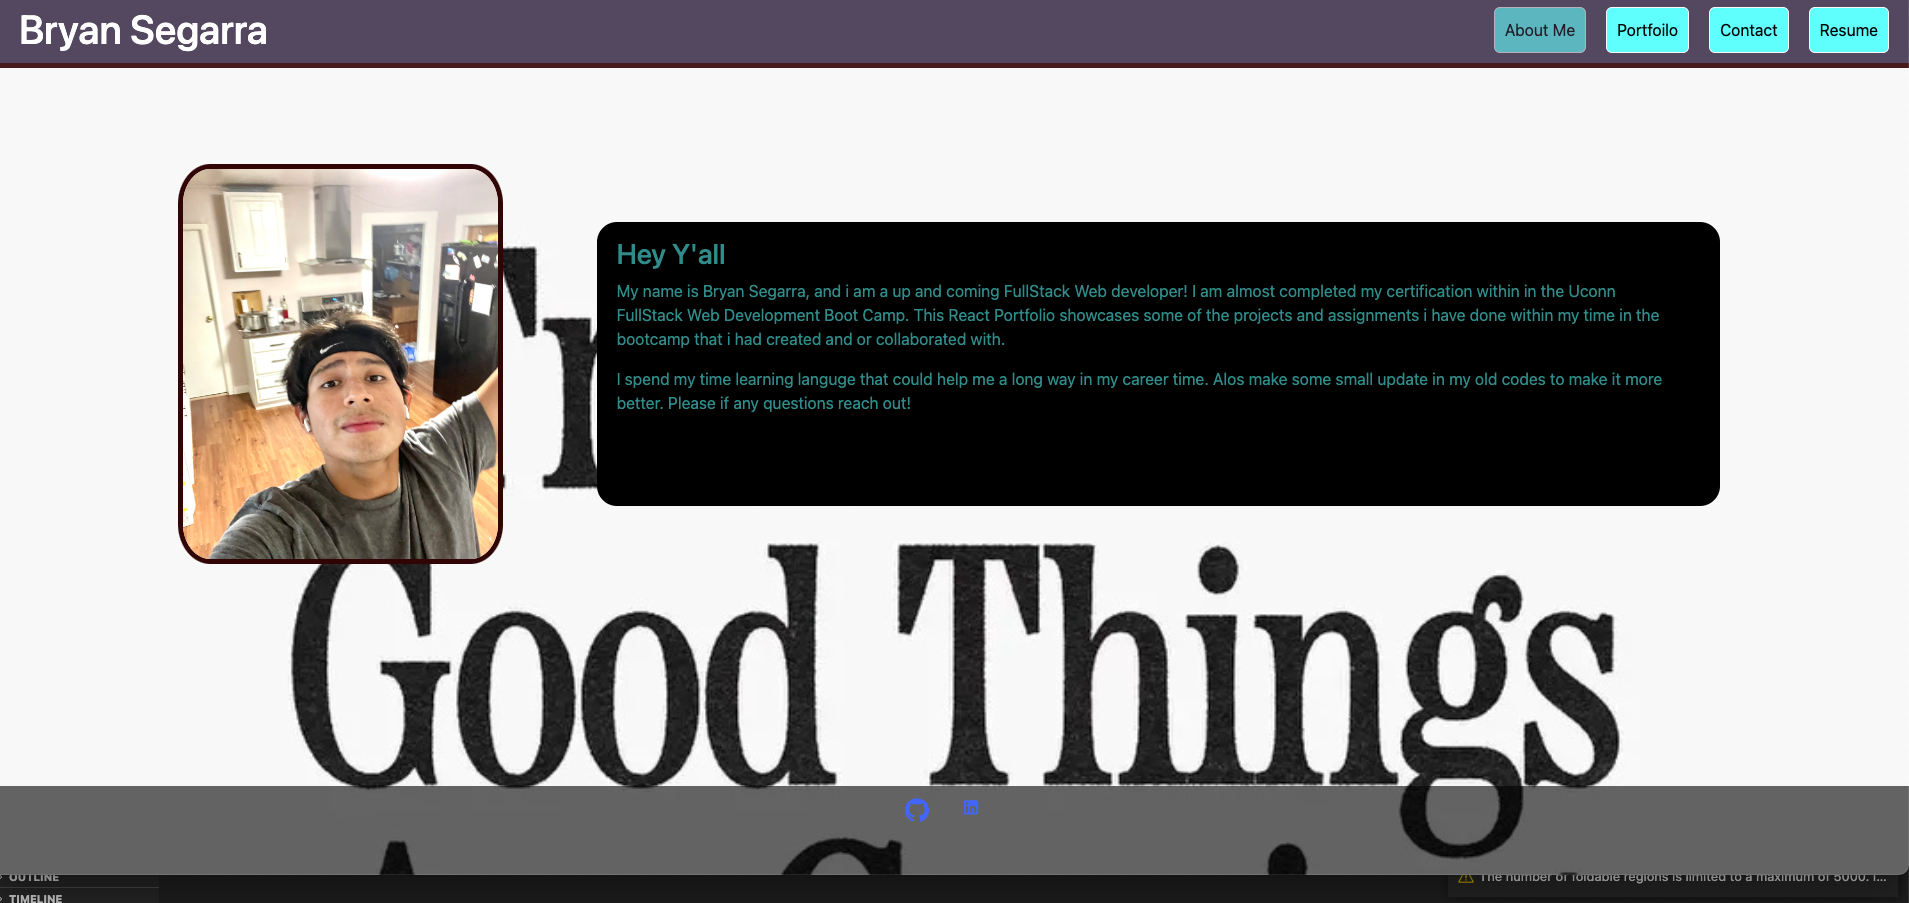 Bryan Segarra
About Me
Portfoilo
Contact
Resume
Hey Y'all
My name is Bryan Segarra, and i am a up and coming FullStack Web developer! I am almost completed my certification within in the Uconn
FullStack Web Development Boot Camp. This React Portfolio showcases some of the projects and assignments i have done within my time in the
bootcamp that i had created and or collaborated with.
I spend my time learning languge that could help me a long way in my career time. Alos make some small update in my old codes to make it more
better. Please if any questions reach out!
Good Things
in
OUTLINE
TIMELINE
The number of foldable regions is limited to a maximum of 5000.